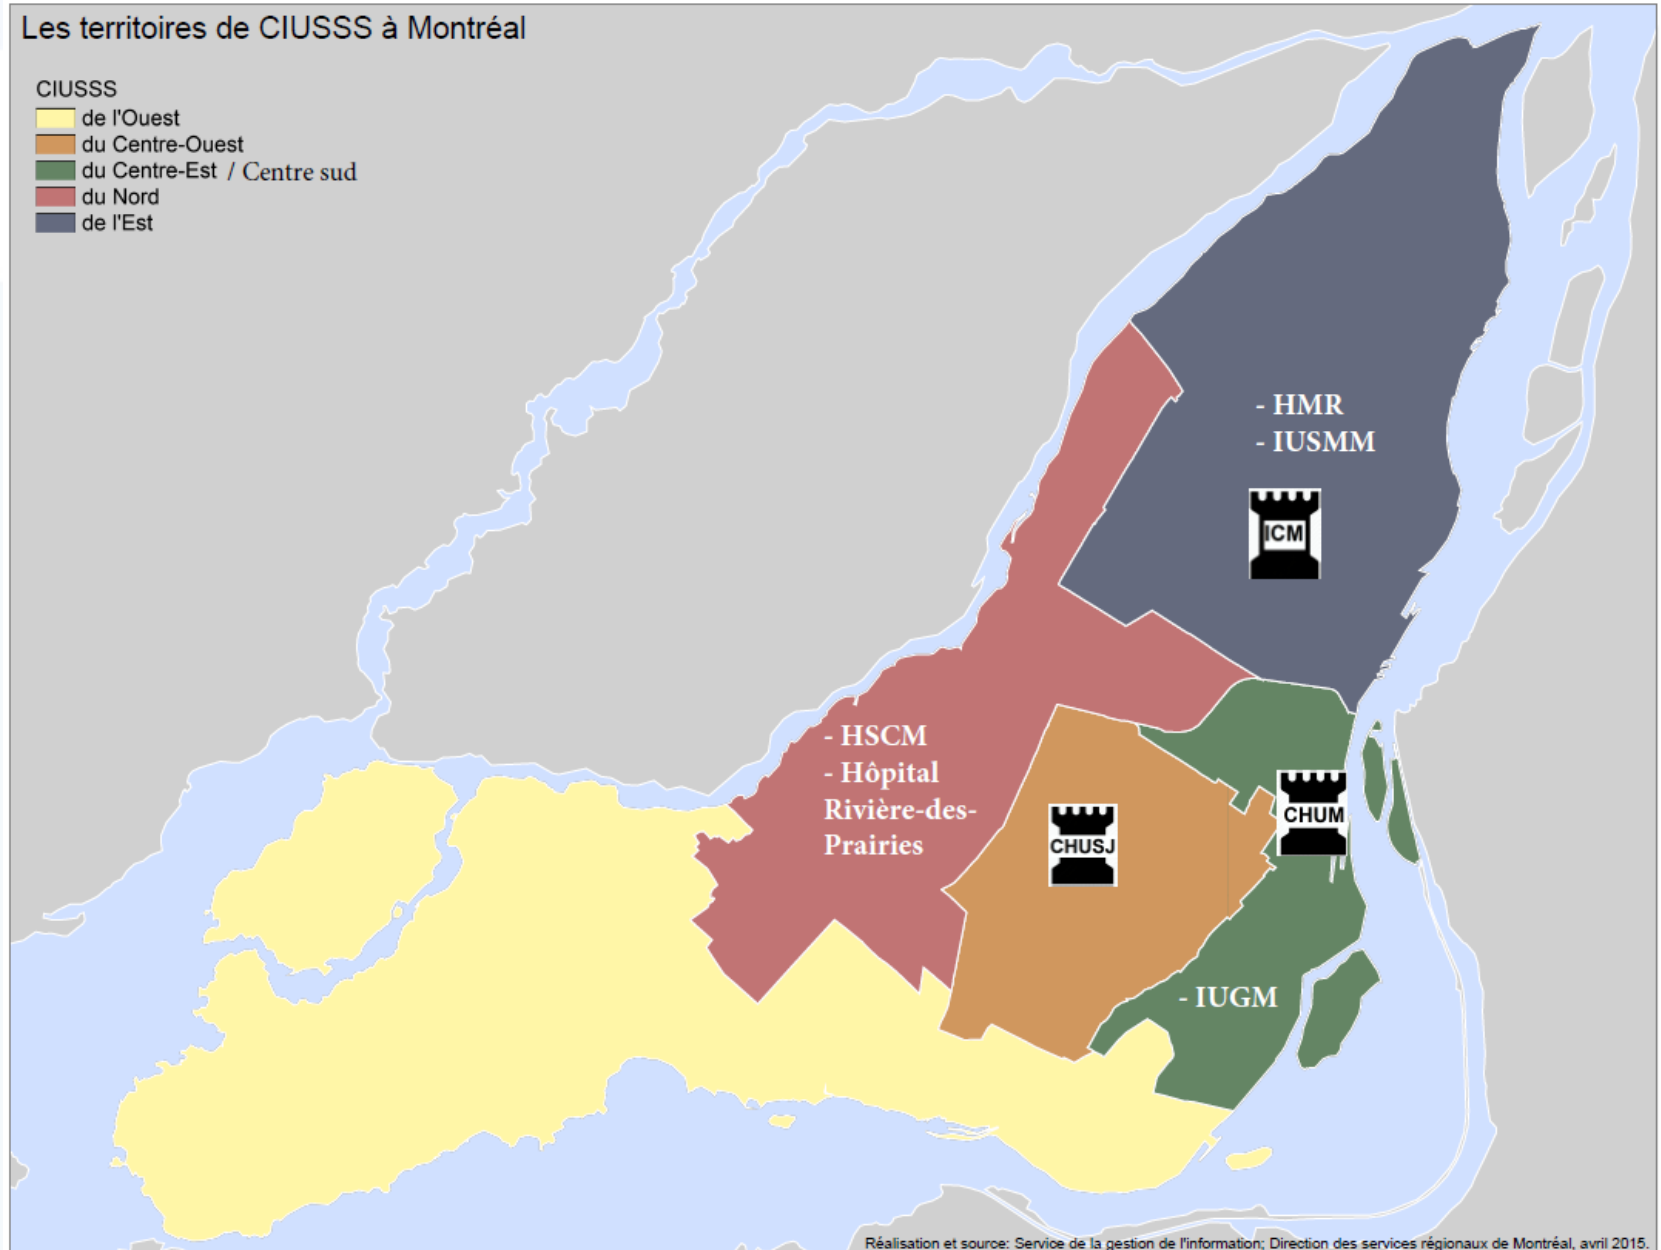 Les territoires de CIUSSS à Montréal
CIUSSS
de l'Ouest
du Centre-Ouest
du Centre-Est / Centre sud
du Nord
de l'Est
- HMR
- IUSMM
ICM
- HSCM
- Hôpital
Rivière-des-
Prairies
CHUSJ
CHUM
- IUGM
Réalisation et source: Service de la gestion de l'information; Direction des services régionaux de Montréal, avril 2015.